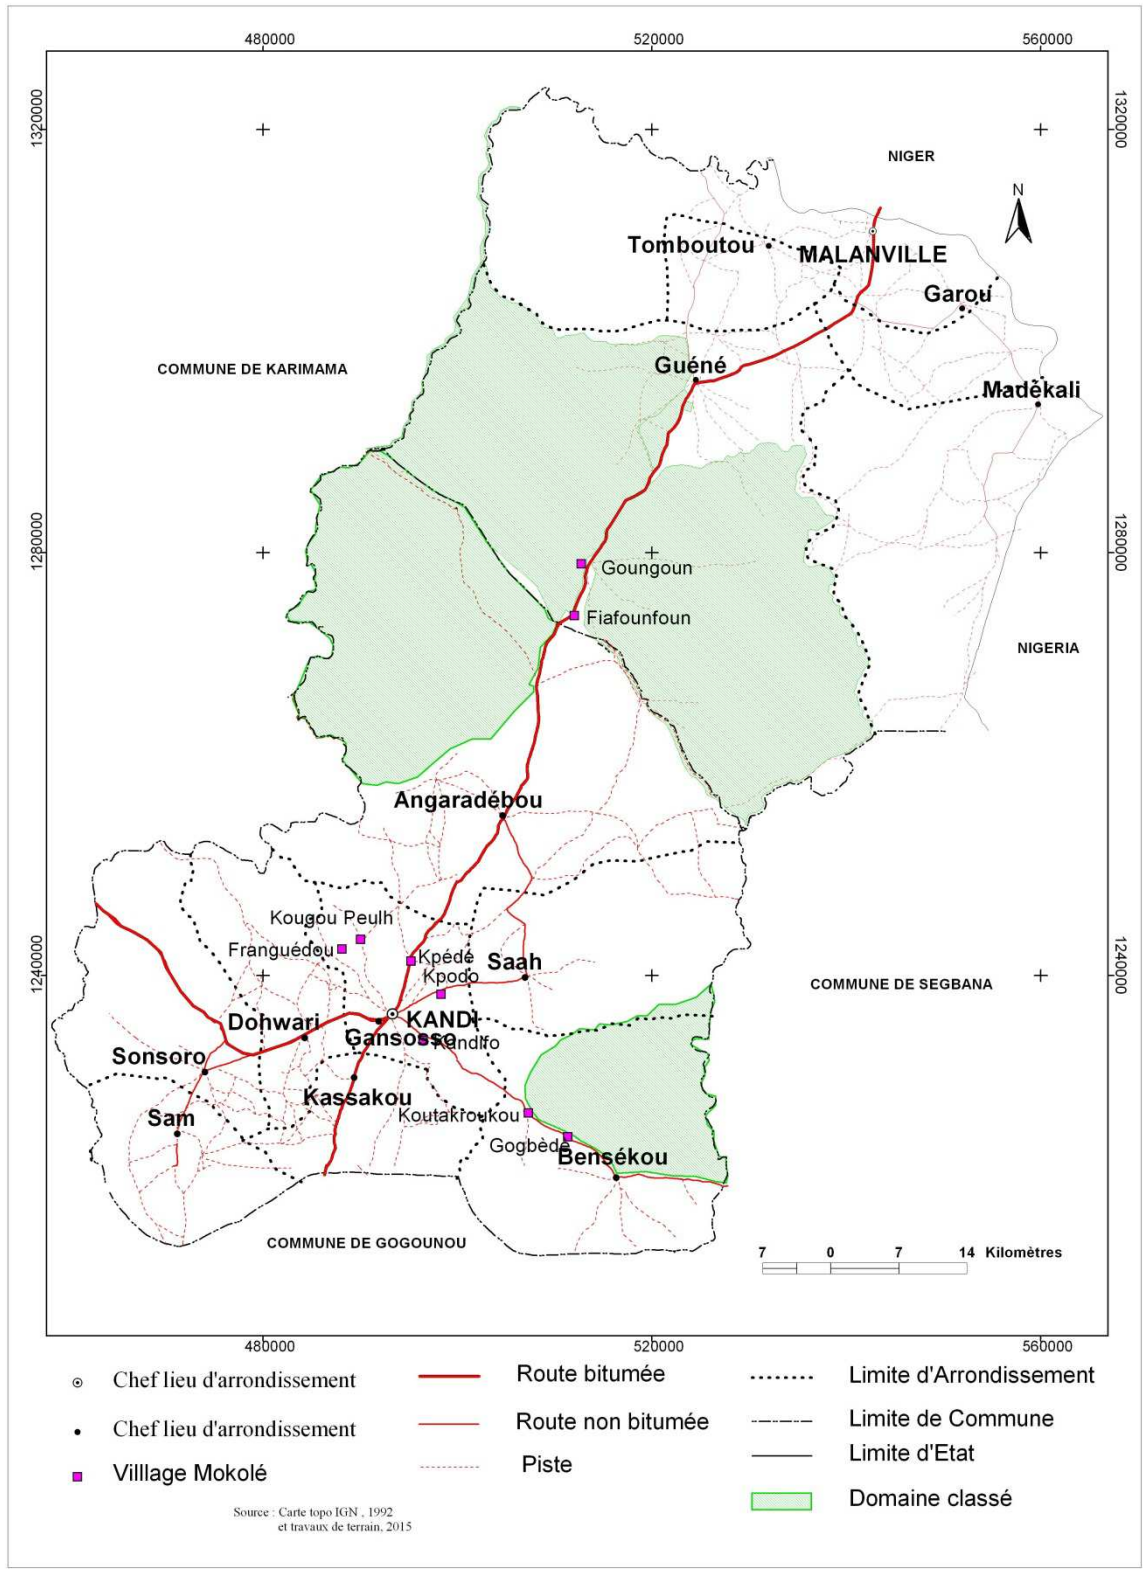 480000
520000
560000
1320000
1320000
NIGER
N
Tomboutou
MALANVILLE
Garou
COMMUNE DE KARIMAMA
Guéné
Madékali
1280000
1280000
Goungoun
Fiafounfoun
NIGERIA
Angaradébou
Kougou Peulh
Franguédou
Kpédé
Kpodo
Saah
1240000
1240000
COMMUNE DE SEGBANA
Dohwari
KANDI
Gansosso
Kandifo
Sonsoro
Kassakou
Sam
Koutakroukou
Gogbèdé
Bensékou
COMMUNE DE GOGOUNOU
7 0 7 14 Kilomètres
480000
520000
560000
Chef lieu d'arrondissement
Route bitumée
Limite d'Arrondissement
Chef lieu d'arrondissement
Route non bitumée
Limite de Commune
Villlage Mokolé
Piste
Limite d'Etat
Domaine classé
Source : Carte topo IGN , 1992
et travaux de terrain, 2015